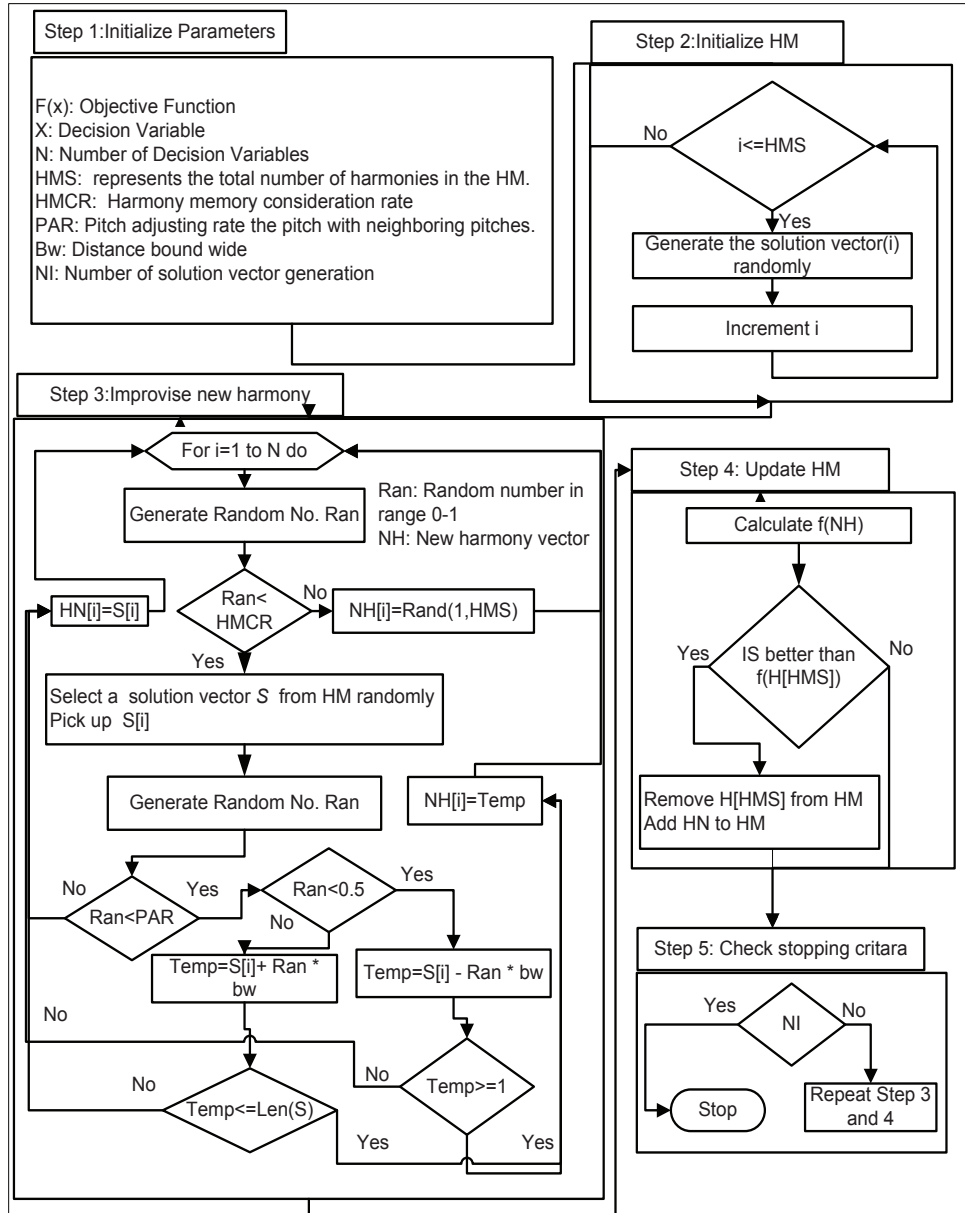 Step 1:Initialize Parameters
F(x): Objective Function
X: Decision Variable
N: Number of Decision Variables
HMS:  represents the total number of harmonies in the HM.
HMCR:  Harmony memory consideration rate
PAR: Pitch adjusting rate the pitch with neighboring pitches.
Bw: Distance bound wide
NI: Number of solution vector generation
Step 2:Initialize HM
No
i<=HMS
Yes
Generate the solution vector(i)
randomly
Increment i
Step 3:Improvise new harmony
For i=1 to N do
Generate Random No. Ran
Ran: Random number in
range 0-1
NH: New harmony vector
HN[i]=S[i]
Ran<
HMCR
No
NH[i]=Rand(1,HMS)
Yes
Select a  solution vector S  from HM randomly
Pick up  S[i]
Generate Random No. Ran
NH[i]=Temp
No
Ran<PAR
Yes
Ran<0.5
Yes
No
Temp=S[i]+ Ran *
bw
Temp=S[i] - Ran * bw
No
No
Temp<=Len(S)
Yes
No
Temp>=1
Yes
Step 4: Update HM
Calculate f(NH)
Yes
IS better than
f(H[HMS])
No
Remove H[HMS] from HM
Add HN to HM
Step 5: Check stopping critara
Yes
NI
No
Stop
Repeat Step 3
and 4